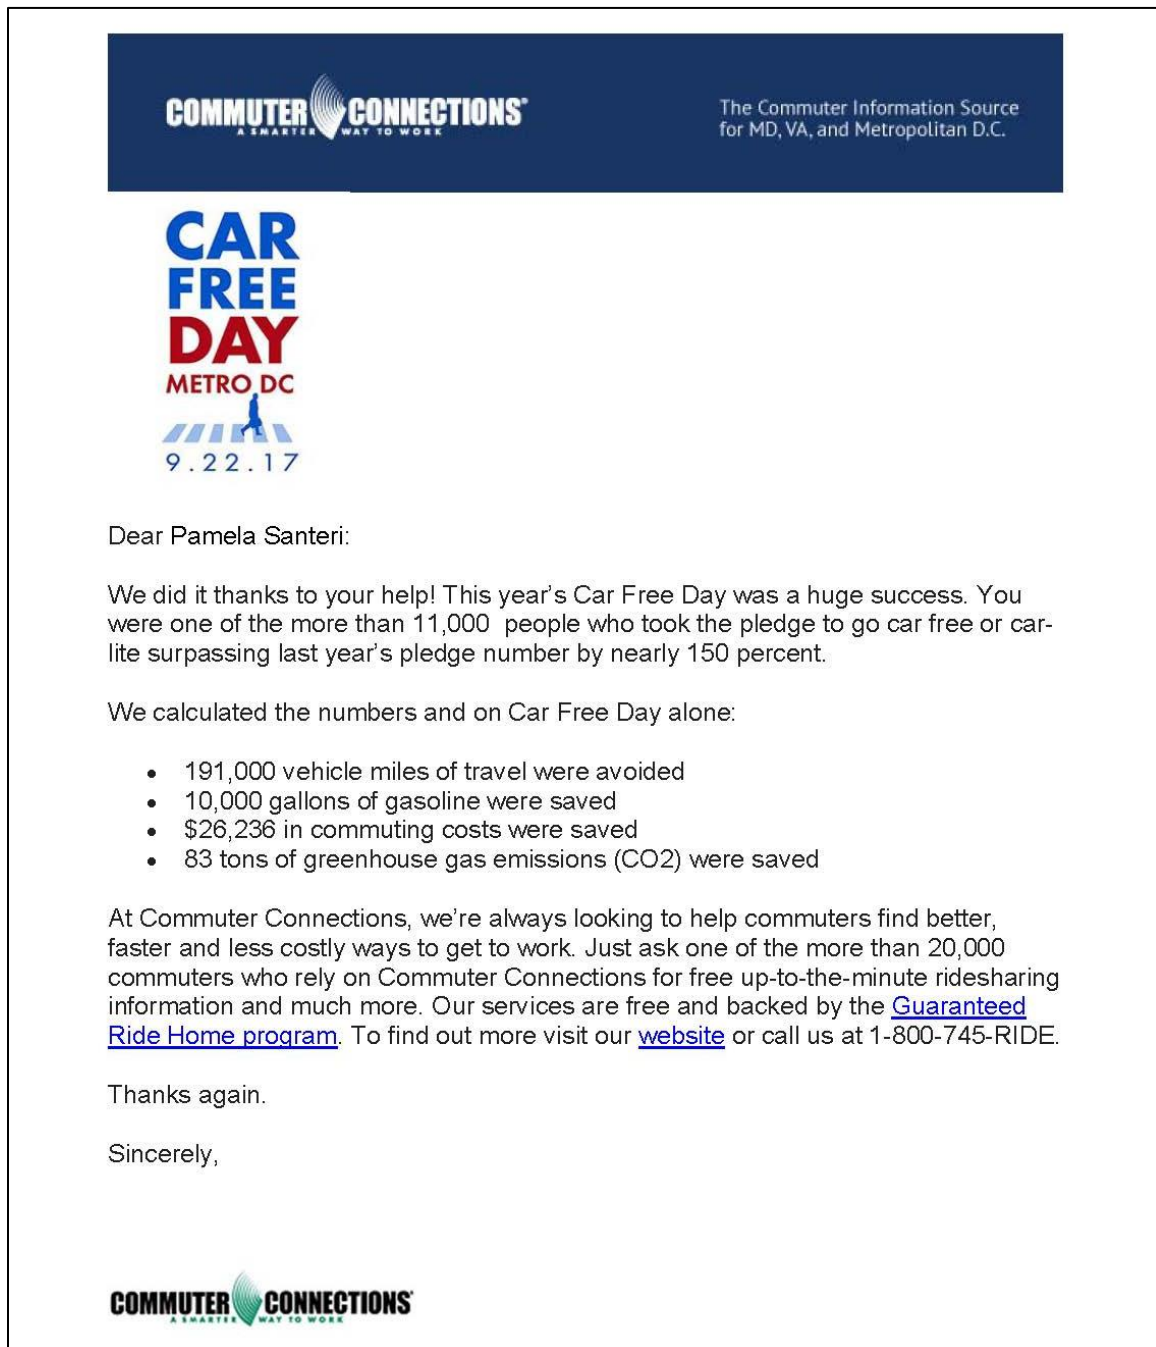 COMMUTER CONNECTIONS®
A SMARTER WAY TO WORK
The Commuter Information Source
for MD, VA, and Metropolitan D.C.
CAR
FREE
DAY
METRO DC
9.22.17
Dear Pamela Santeri:
We did it thanks to your help! This year’s Car Free Day was a huge success. You
were one of the more than 11,000  people who took the pledge to go car free or car-
lite surpassing last year’s pledge number by nearly 150 percent.
We calculated the numbers and on Car Free Day alone:
• 191,000 vehicle miles of travel were avoided
• 10,000 gallons of gasoline were saved
• $26,236 in commuting costs were saved
• 83 tons of greenhouse gas emissions (CO2) were saved
At Commuter Connections, we’re always looking to help commuters find better,
faster and less costly ways to get to work. Just ask one of the more than 20,000
commuters who rely on Commuter Connections for free up-to-the-minute ridesharing
information and much more. Our services are free and backed by the Guaranteed
Ride Home program. To find out more visit our website or call us at 1-800-745-RIDE.
Thanks again.
Sincerely,
COMMUTER CONNECTIONS®
A SMARTER WAY TO WORK